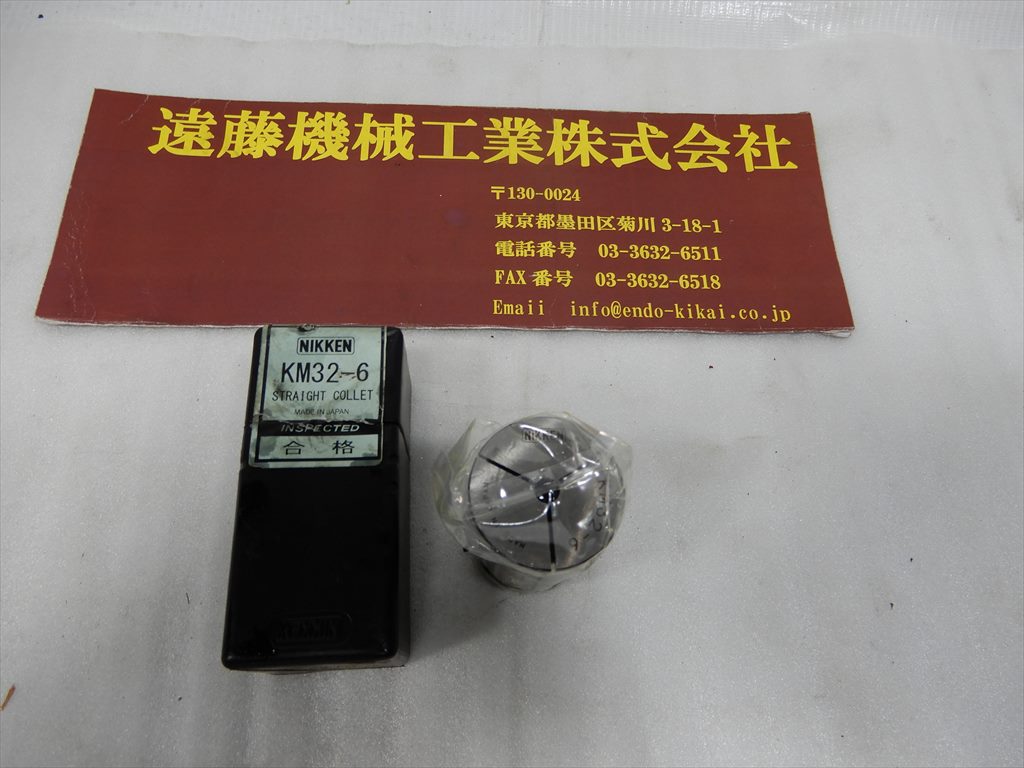 遠藤機械工業株式会社
〒130-0024
東京都墨田区菊川 3-18-1
電話番号 03-3632-6511
FAX 番号 03-3632-6518
Emaii info@endo-kikai.co.jp
NIKKEN
KM32-6
STRAIGHT COLLET
MADE IN JAPAN
INSPECTED
合格
NIKKEN